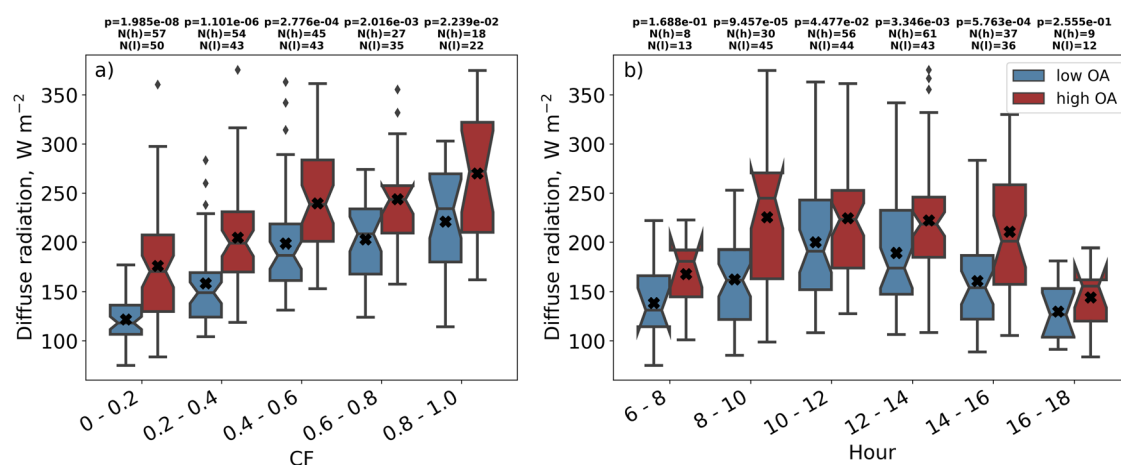 p=1.985e-08 p=1.101e-06 p=2.776e-04 p=2.016e-03 p=2.239e-02
N(h)=57 N(h)=54 N(h)=45 N(h)=27 N(h)=18
N(l)=50 N(l)=43 N(l)=43 N(l)=35 N(l)=22
a)
350
300
250
200
150
100
Diffuse radiation, W m⁻²
0 - 0.2 0.2 - 0.4 0.4 - 0.6 0.6 - 0.8 0.8 - 1.0
CF
p=1.688e-01 p=9.457e-05 p=4.477e-02 p=3.346e-03 p=5.763e-04 p=2.555e-01
N(h)=8 N(h)=30 N(h)=56 N(h)=61 N(h)=37 N(h)=9
N(l)=13 N(l)=45 N(l)=44 N(l)=43 N(l)=36 N(l)=12
b)
low OA
high OA
350
300
250
200
150
100
Diffuse radiation, W m⁻²
6 - 8 8 - 10 10 - 12 12 - 14 14 - 16 16 - 18
Hour